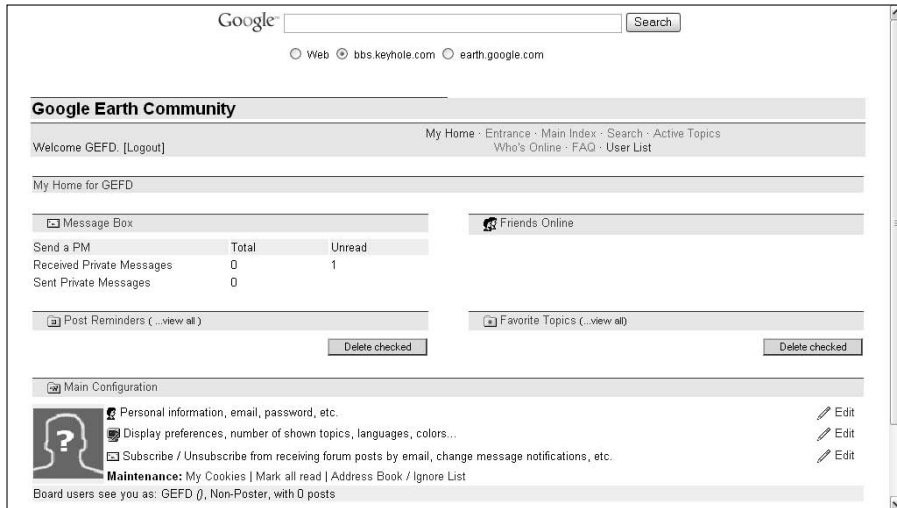 Google™ Search
Web bbs.keyhole.com earth.google.com
Google Earth Community
Welcome GEFD. [Logout]
My Home · Entrance · Main Index · Search · Active Topics
Who's Online · FAQ · User List
My Home for GEFD
Message Box
Send a PM Total Unread
Received Private Messages 0 1
Sent Private Messages 0
Friends Online
Post Reminders ( ...view all )
Delete checked
Favorite Topics (...view all)
Delete checked
Main Configuration
?
Personal information, email, password, etc. Edit
Display preferences, number of shown topics, languages, colors... Edit
Subscribe / Unsubscribe from receiving forum posts by email, change message notifications, etc. Edit
Maintenance: My Cookies | Mark all read | Address Book / Ignore List
Board users see you as: GEFD (), Non-Poster, with 0 posts